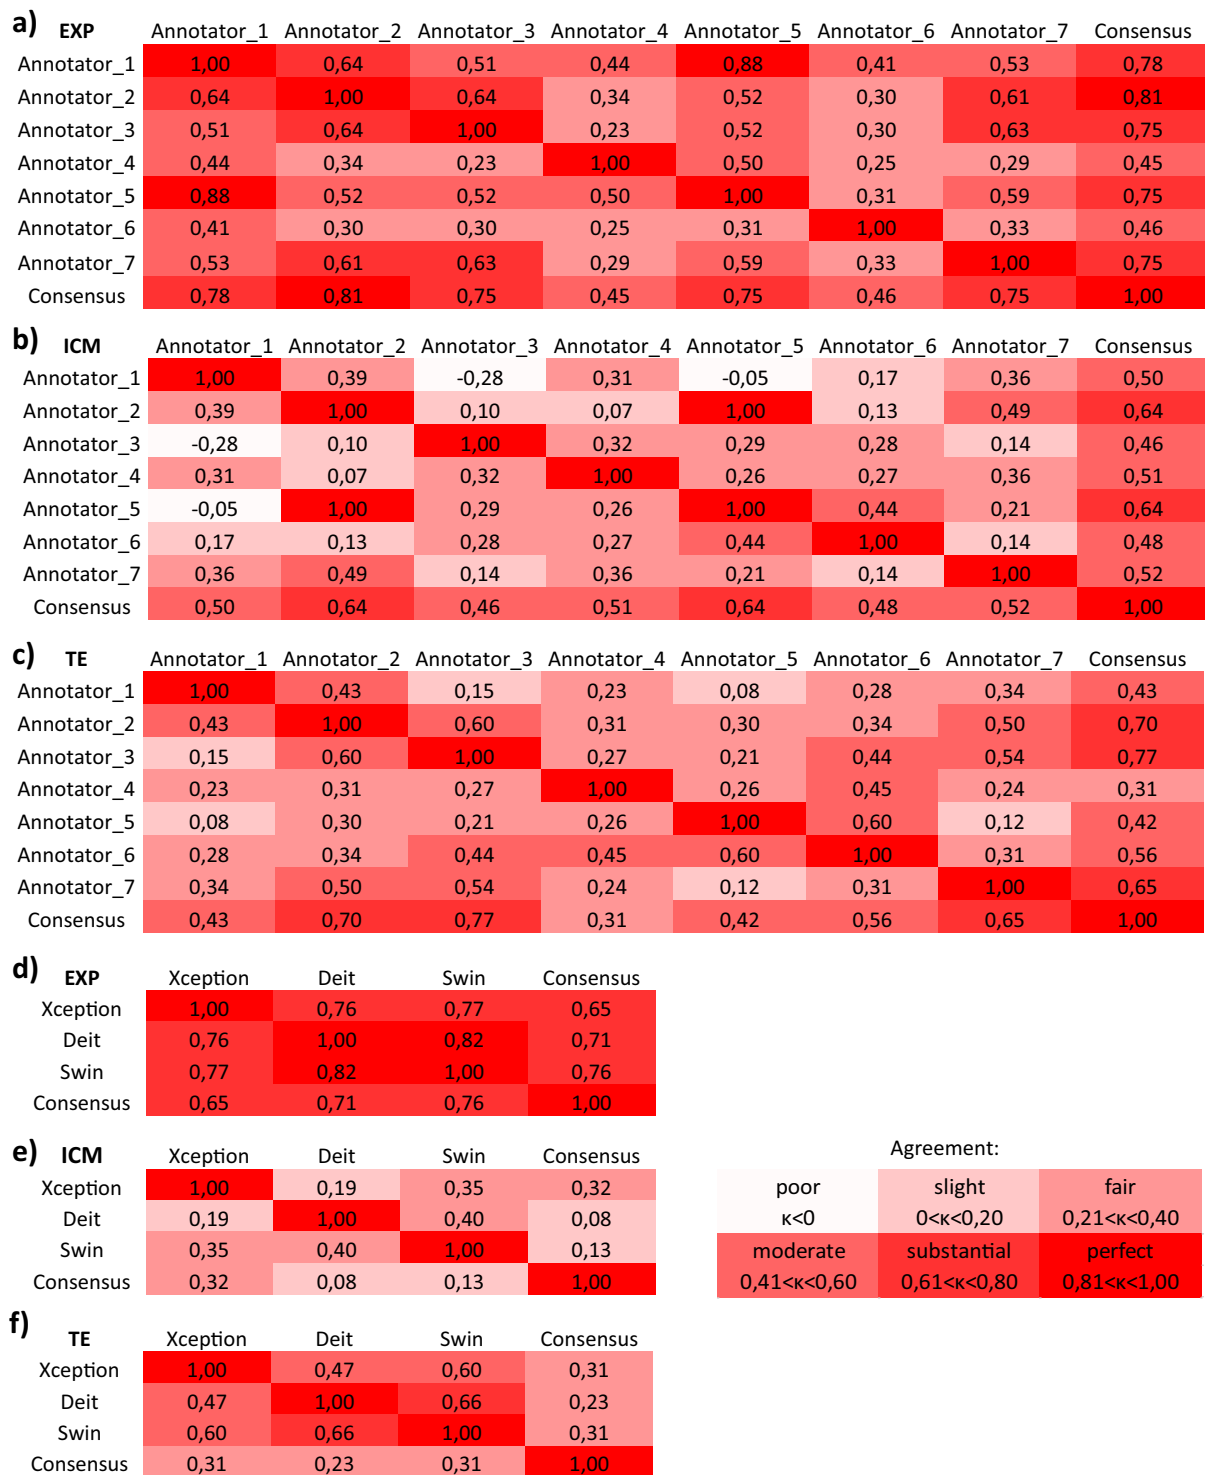 a) EXP Annotator_1 Annotator_2 Annotator_3 Annotator_4 Annotator_5 Annotator_6 Annotator_7 Consensus
Annotator_1 1,00 0,64 0,51 0,44 0,88 0,41 0,53 0,78
Annotator_2 0,64 1,00 0,64 0,34 0,52 0,30 0,61 0,81
Annotator_3 0,51 0,64 1,00 0,23 0,52 0,30 0,63 0,75
Annotator_4 0,44 0,34 0,23 1,00 0,50 0,25 0,29 0,45
Annotator_5 0,88 0,52 0,52 0,50 1,00 0,31 0,59 0,75
Annotator_6 0,41 0,30 0,30 0,25 0,31 1,00 0,33 0,46
Annotator_7 0,53 0,61 0,63 0,29 0,59 0,33 1,00 0,75
Consensus 0,78 0,81 0,75 0,45 0,75 0,46 0,75 1,00
b) ICM Annotator_1 Annotator_2 Annotator_3 Annotator_4 Annotator_5 Annotator_6 Annotator_7 Consensus
Annotator_1 1,00 0,39 -0,28 0,31 -0,05 0,17 0,36 0,50
Annotator_2 0,39 1,00 0,10 0,07 1,00 0,13 0,49 0,64
Annotator_3 -0,28 0,10 1,00 0,32 0,29 0,28 0,14 0,46
Annotator_4 0,31 0,07 0,32 1,00 0,26 0,27 0,36 0,51
Annotator_5 -0,05 1,00 0,29 0,26 1,00 0,44 0,21 0,64
Annotator_6 0,17 0,13 0,28 0,27 0,44 1,00 0,14 0,48
Annotator_7 0,36 0,49 0,14 0,36 0,21 0,14 1,00 0,52
Consensus 0,50 0,64 0,46 0,51 0,64 0,48 0,52 1,00
c) TE Annotator_1 Annotator_2 Annotator_3 Annotator_4 Annotator_5 Annotator_6 Annotator_7 Consensus
Annotator_1 1,00 0,43 0,15 0,23 0,08 0,28 0,34 0,43
Annotator_2 0,43 1,00 0,60 0,31 0,30 0,34 0,50 0,70
Annotator_3 0,15 0,60 1,00 0,27 0,21 0,44 0,54 0,77
Annotator_4 0,23 0,31 0,27 1,00 0,26 0,45 0,24 0,31
Annotator_5 0,08 0,30 0,21 0,26 1,00 0,60 0,12 0,42
Annotator_6 0,28 0,34 0,44 0,45 0,60 1,00 0,31 0,56
Annotator_7 0,34 0,50 0,54 0,24 0,12 0,31 1,00 0,65
Consensus 0,43 0,70 0,77 0,31 0,42 0,56 0,65 1,00
d) EXP Xception Deit Swin Consensus
Xception 1,00 0,76 0,77 0,65
Deit 0,76 1,00 0,82 0,71
Swin 0,77 0,82 1,00 0,76
Consensus 0,65 0,71 0,76 1,00
e) ICM Xception Deit Swin Consensus
Xception 1,00 0,19 0,35 0,32
Deit 0,19 1,00 0,40 0,08
Swin 0,35 0,40 1,00 0,13
Consensus 0,32 0,08 0,13 1,00
Agreement:
poor slight fair
κ<0 0<κ<0,20 0,21<κ<0,40
moderate substantial perfect
0,41<κ<0,60 0,61<κ<0,80 0,81<κ<1,00
f) TE Xception Deit Swin Consensus
Xception 1,00 0,47 0,60 0,31
Deit 0,47 1,00 0,66 0,23
Swin 0,60 0,66 1,00 0,31
Consensus 0,31 0,23 0,31 1,00